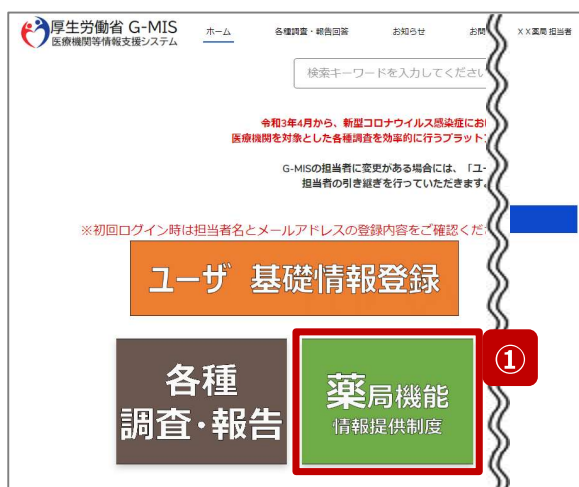 厚生労働省 G-MIS
医療機関等情報支援システム
ホーム 各種調査・報告回答 お知らせ お問 XX薬局 担当者
検索キーワードを入力してくださ
令和3年4月から、新型コロナウイルス感染症にお
医療機関を対象とした各種調査を効率的に行うプラット
G-MISの担当者に変更がある場合には、「ユー
担当者の引き継ぎを行っていただきます。
※初回ログイン時は担当者名とメールアドレスの登録内容をご確認くだ
ユーザ 基礎情報登録
①
各種
調査・報告
薬局機能
情報提供制度